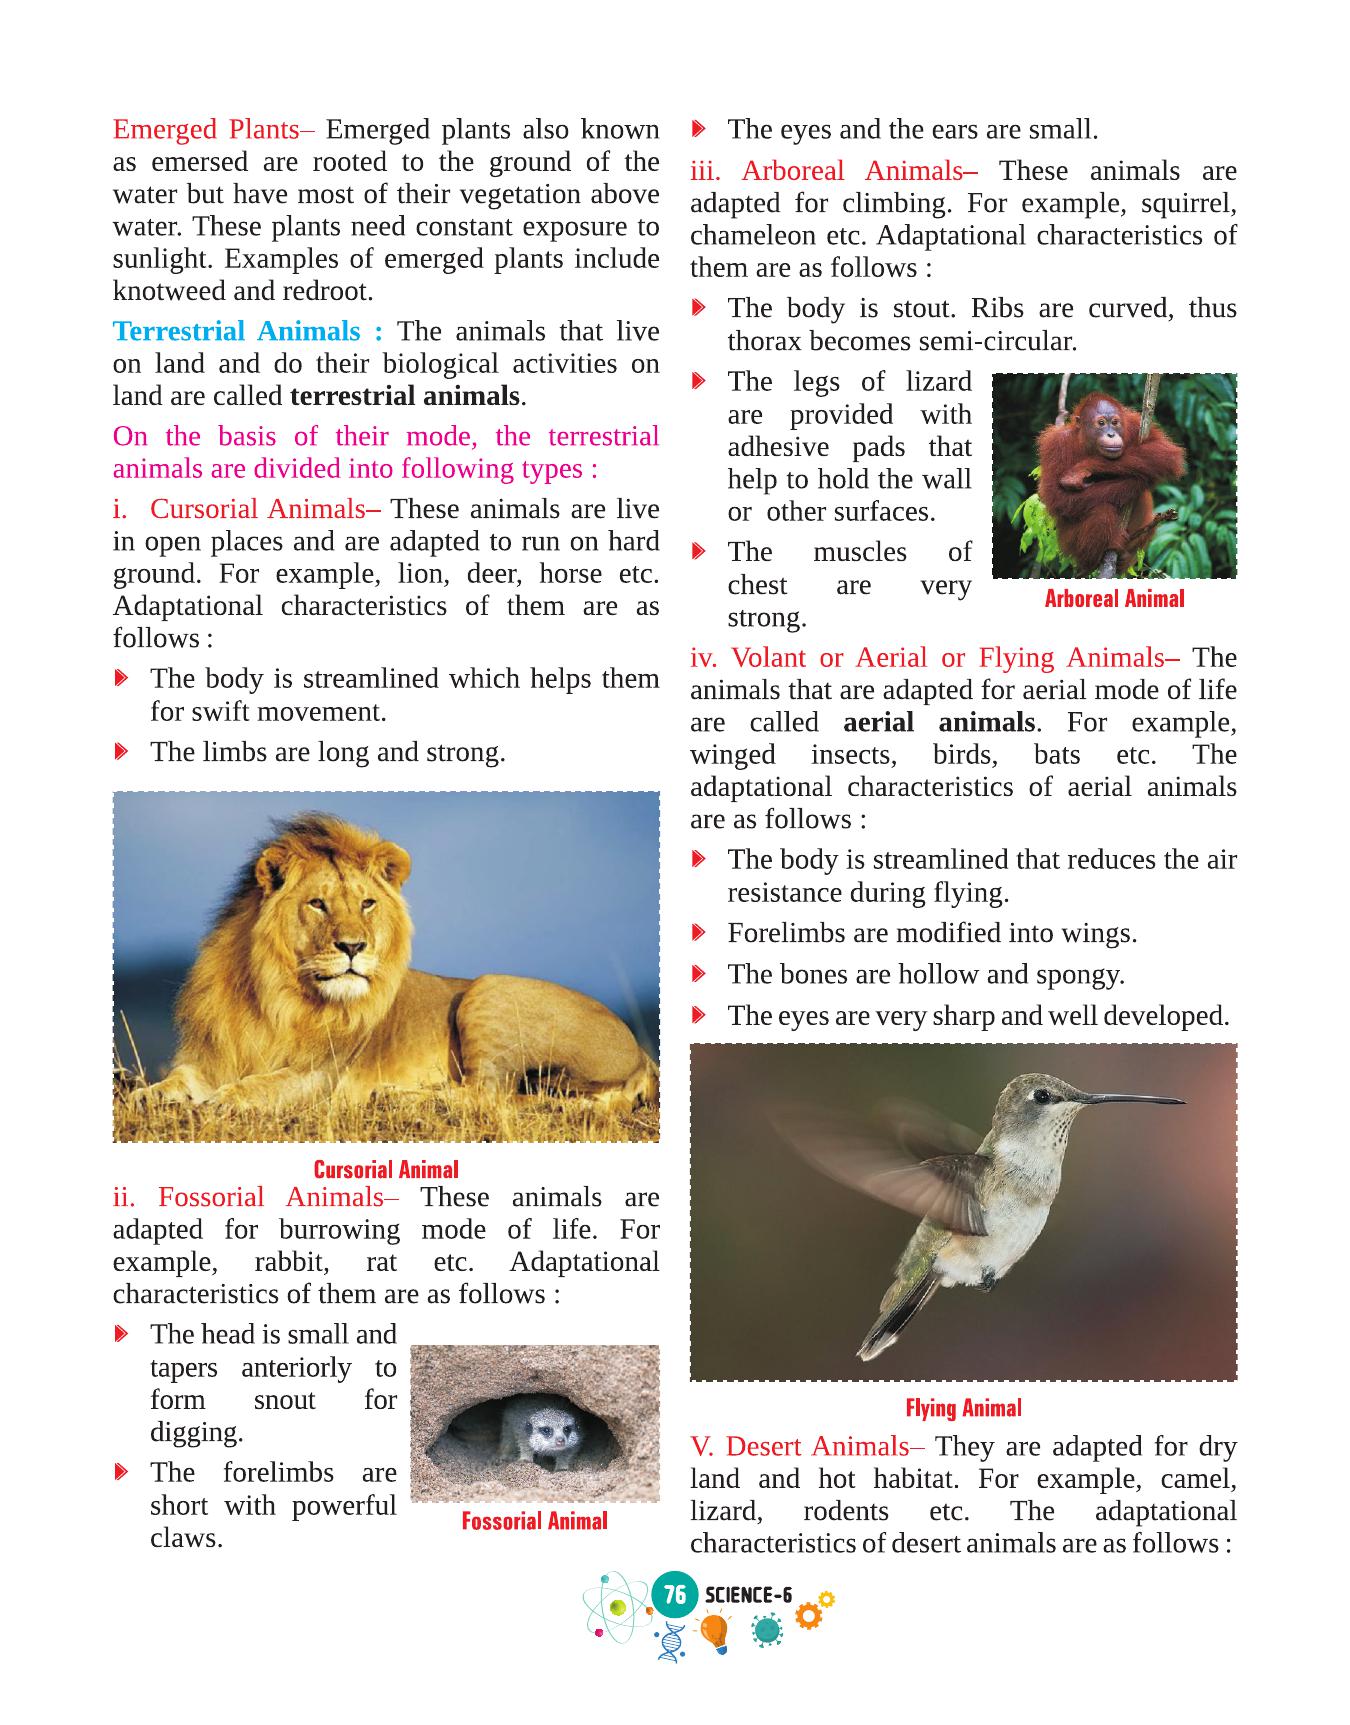 Emerged Plants– Emerged plants also known
as emersed are rooted to the ground of the
water but have most of their vegetation above
water. These plants need constant exposure to
sunlight. Examples of emerged plants include
knotweed and redroot.
Terrestrial Animals : The animals that live
on land and do their biological activities on
land are called terrestrial animals.
On the basis of their mode, the terrestrial
animals are divided into following types :
i. Cursorial Animals– These animals are live
in open places and are adapted to run on hard
ground. For example, lion, deer, horse etc.
Adaptational characteristics of them are as
follows :
The body is streamlined which helps them
for swift movement.
The limbs are long and strong.
Cursorial Animal
ii. Fossorial Animals– These animals are
adapted for burrowing mode of life. For
example, rabbit, rat etc. Adaptational
characteristics of them are as follows :
The head is small and
tapers anteriorly to
form snout for
digging.
The forelimbs are
short with powerful
claws.
Fossorial Animal
The eyes and the ears are small.
iii. Arboreal Animals– These animals are
adapted for climbing. For example, squirrel,
chameleon etc. Adaptational characteristics of
them are as follows :
The body is stout. Ribs are curved, thus
thorax becomes semi-circular.
The legs of lizard
are provided with
adhesive pads that
help to hold the wall
or other surfaces.
The muscles of
chest are very
strong.
Arboreal Animal
iv. Volant or Aerial or Flying Animals– The
animals that are adapted for aerial mode of life
are called aerial animals. For example,
winged insects, birds, bats etc. The
adaptational characteristics of aerial animals
are as follows :
The body is streamlined that reduces the air
resistance during flying.
Forelimbs are modified into wings.
The bones are hollow and spongy.
The eyes are very sharp and well developed.
Flying Animal
V. Desert Animals– They are adapted for dry
land and hot habitat. For example, camel,
lizard, rodents etc. The adaptational
characteristics of desert animals are as follows :
76 SCIENCE-6